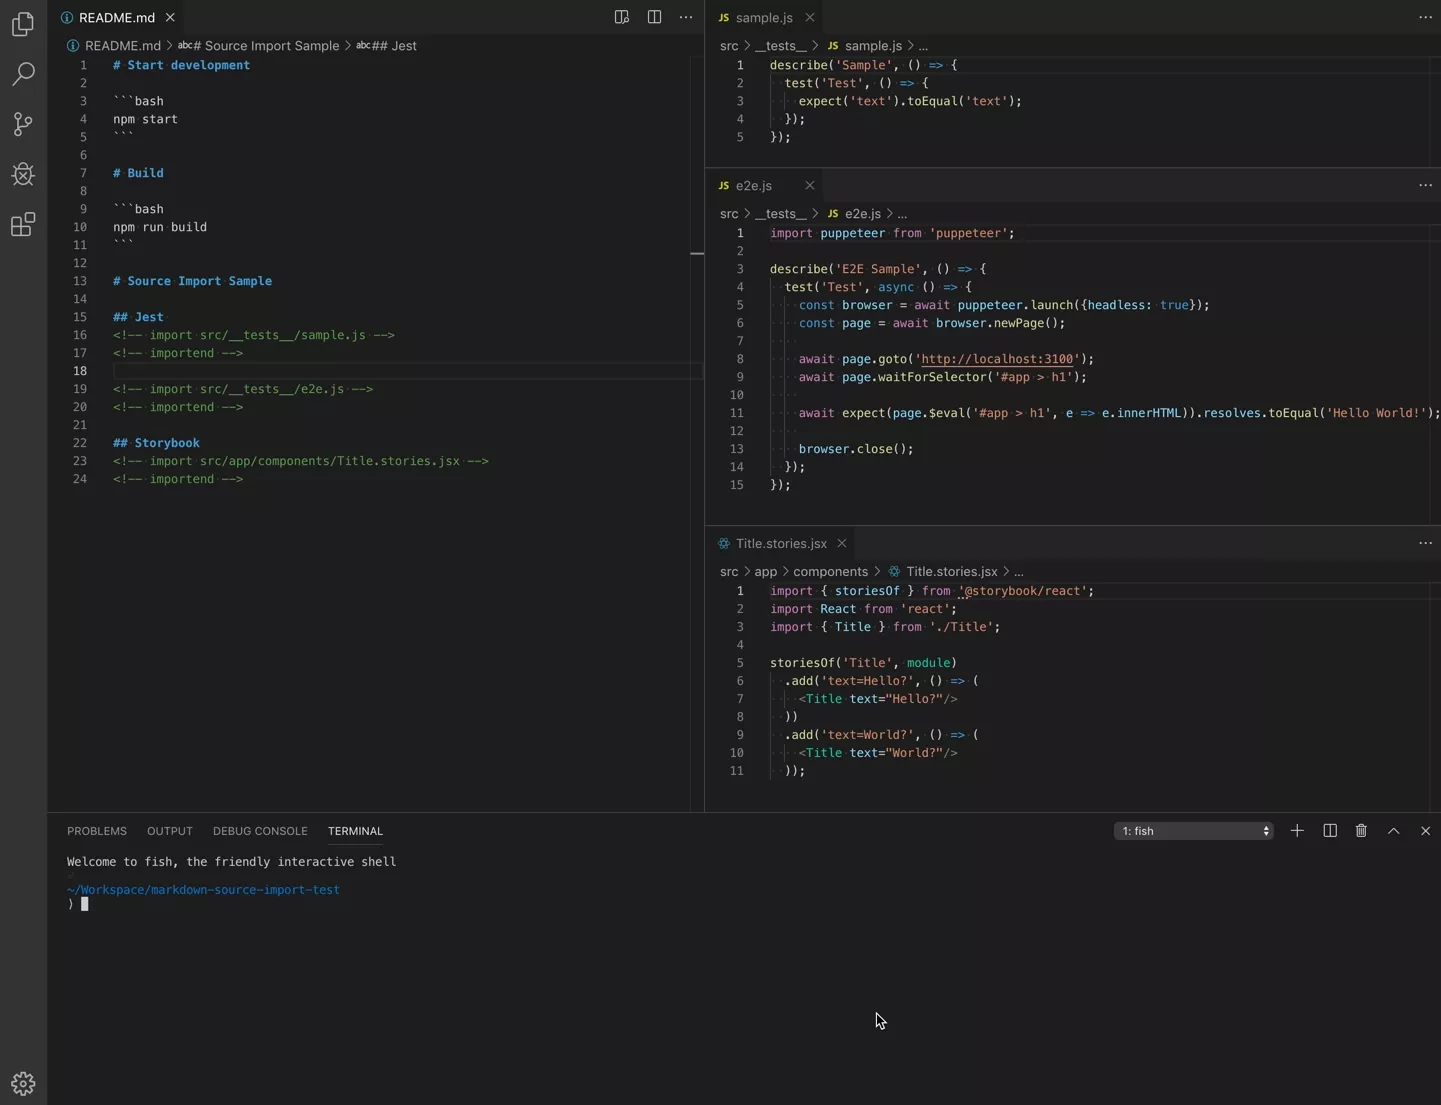 README.md
README.md > abc # Source Import Sample > abc ## Jest
1 # Start development
2
3 ```bash
4 npm start
5 ```
6
7 # Build
8
9 ```bash
10 npm run build
11 ```
12
13 # Source Import Sample
14
15 ## Jest
16 <!-- import src/__tests__/sample.js -->
17 <!-- importend -->
18
19 <!-- import src/__tests__/e2e.js -->
20 <!-- importend -->
21
22 ## Storybook
23 <!-- import src/app/components/Title.stories.jsx -->
24 <!-- importend -->
JS sample.js
src > __tests__ > JS sample.js > ...
1 describe('Sample', () => {
2 test('Test', () => {
3 expect('text').toEqual('text');
4 });
5 });
JS e2e.js
src > __tests__ > JS e2e.js > ...
1 import puppeteer from 'puppeteer';
2
3 describe('E2E Sample', () => {
4 test('Test', async () => {
5 const browser = await puppeteer.launch({headless: true});
6 const page = await browser.newPage();
7
8 await page.goto('http://localhost:3100');
9 await page.waitForSelector('#app > h1');
10
11 await expect(page.$eval('#app > h1', e => e.innerHTML)).resolves.toEqual('Hello World!');
12
13 browser.close();
14 });
15 });
Title.stories.jsx
src > app > components > Title.stories.jsx > ...
1 import { storiesOf } from '@storybook/react';
2 import React from 'react';
3 import { Title } from './Title';
4
5 storiesOf('Title', module)
6 .add('text=Hello?', () => (
7 <Title text="Hello?"/>
8 ))
9 .add('text=World?', () => (
10 <Title text="World?"/>
11 ));
PROBLEMS OUTPUT DEBUG CONSOLE TERMINAL
1: fish
Welcome to fish, the friendly interactive shell
~/Workspace/markdown-source-import-test
)